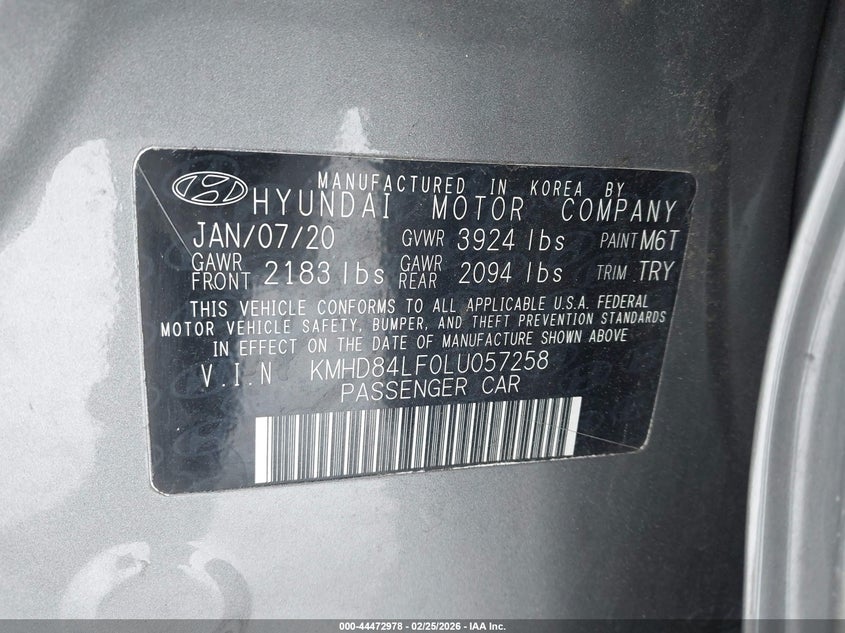 MANUFACTURED IN KOREA BY
HYUNDAI MOTOR COMPANY
JAN/07/20 GVWR 3924 lbs PAINT M6T
GAWR FRONT 2183 lbs GAWR REAR 2094 lbs TRIM TRY
THIS VEHICLE CONFORMS TO ALL APPLICABLE U.S.A. FEDERAL
MOTOR VEHICLE SAFETY, BUMPER, AND THEFT PREVENTION STANDARDS
IN EFFECT ON THE DATE OF MANUFACTURE SHOWN ABOVE
V.I.N KMHD84LF0LU057258
PASSENGER CAR
000-44472978 - 02/25/2026 - IAA Inc.